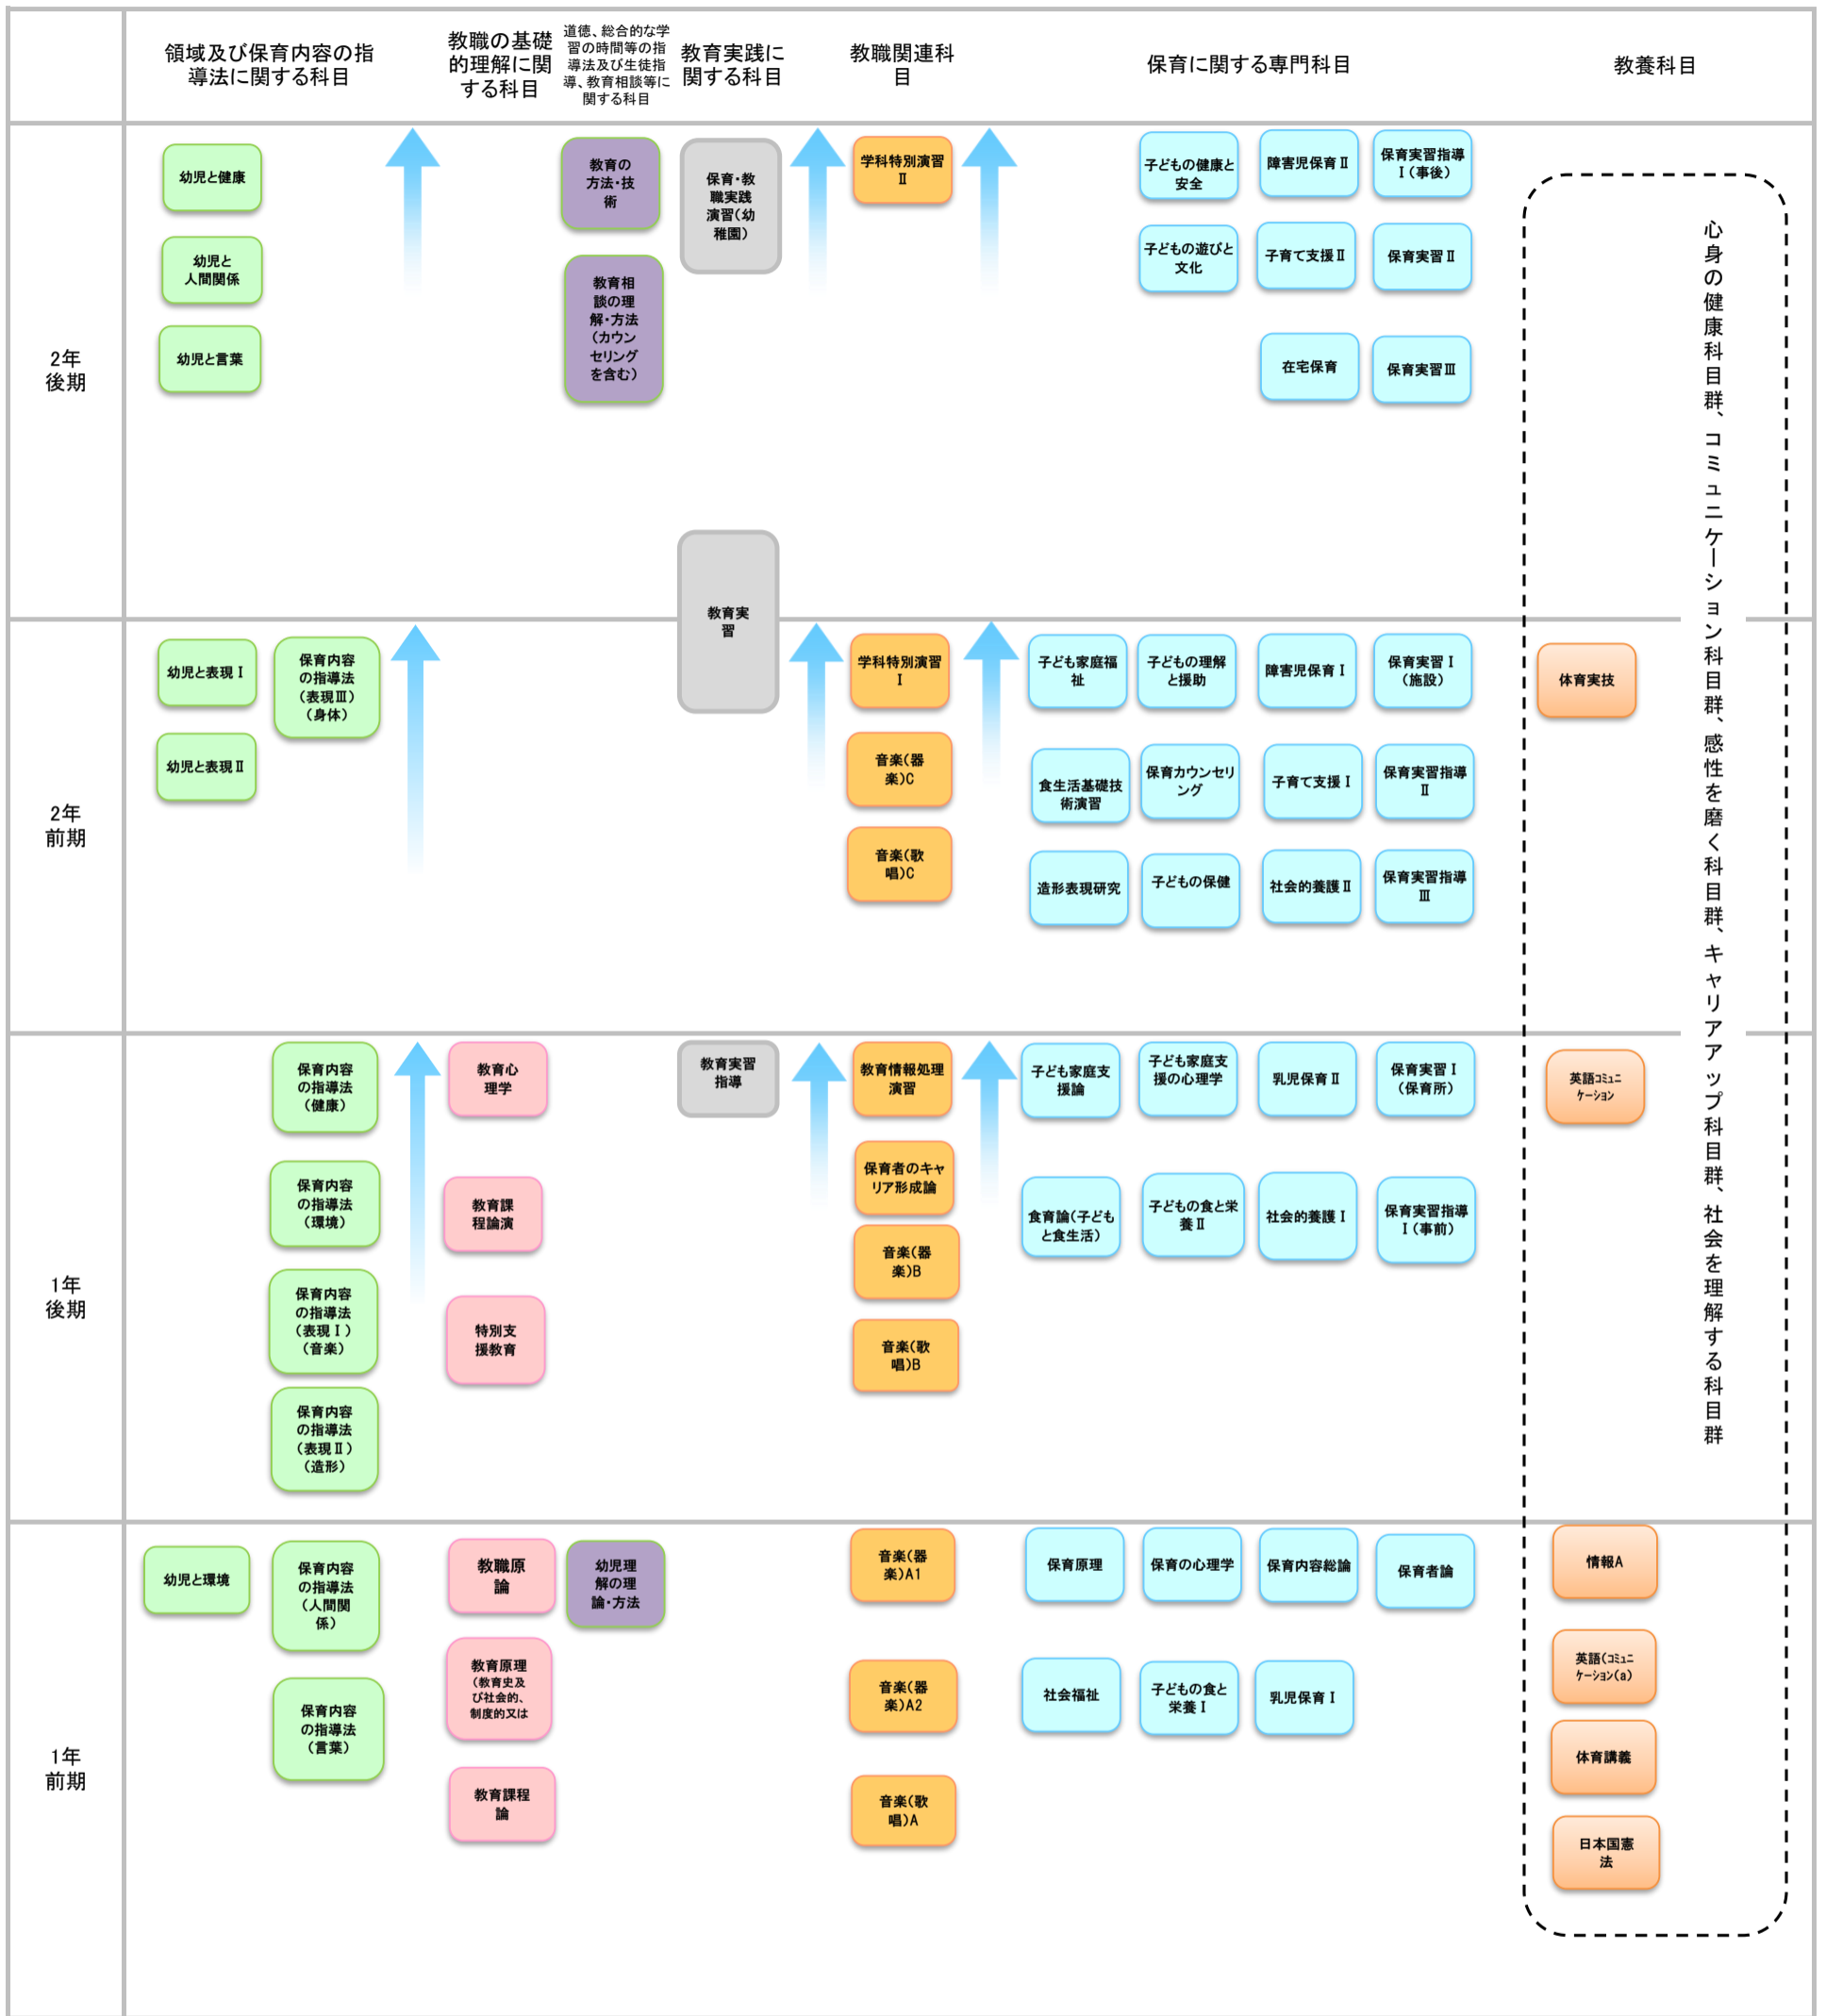 領域及び保育内容の指
導法に関する科目
教職の基礎
的理解に関
する科目
道徳、総合的な学
習の時間等の指
導法及び生徒指
導、教育相談等に
関する科目
教育実践に
関する科目
教職関連科
目
保育に関する専門科目
教養科目
2年
後期
幼児と健康
幼児と
人間関係
幼児と言葉
教育の
方法・技
術
教育相
談の理
解・方法
(カウン
セリング
を含む)
保育・教
職実践
演習(幼
稚園)
学科特別演習
Ⅱ
子どもの健康と
安全
障害児保育Ⅱ
保育実習指導
Ⅰ(事後)
子どもの遊びと
文化
子育て支援Ⅱ
保育実習Ⅱ
在宅保育
保育実習Ⅲ
心身の健康科目群、コミュニケーション科目群、感性を磨く科目群、キャリアアップ科目群、社会を理解する科目群
教育実
習
2年
前期
幼児と表現Ⅰ
幼児と表現Ⅱ
保育内容
の指導法
(表現Ⅲ)
(身体)
学科特別演習
Ⅰ
音楽(器
楽)C
音楽(歌
唱)C
子ども家庭福
祉
子どもの理解
と援助
障害児保育Ⅰ
保育実習Ⅰ
(施設)
食生活基礎技
術演習
保育カウンセリ
ング
子育て支援Ⅰ
保育実習指導
Ⅱ
造形表現研究
子どもの保健
社会的養護Ⅱ
保育実習指導
Ⅲ
体育実技
1年
後期
保育内容
の指導法
(健康)
保育内容
の指導法
(環境)
保育内容
の指導法
(表現Ⅰ)
(音楽)
保育内容
の指導法
(表現Ⅱ)
(造形)
教育心
理学
教育課
程論演
特別支
援教育
教育実習
指導
教育情報処理
演習
保育者のキャ
リア形成論
音楽(器
楽)B
音楽(歌
唱)B
子ども家庭支
援論
子ども家庭支
援の心理学
乳児保育Ⅱ
保育実習Ⅰ
(保育所)
食育論(子ども
と食生活)
子どもの食と栄
養Ⅱ
社会的養護Ⅰ
保育実習指導
Ⅰ(事前)
英語ｺﾐｭﾆ
ｹｰｼｮﾝ
1年
前期
幼児と環境
保育内容
の指導法
(人間関
係)
保育内容
の指導法
(言葉)
教職原
論
教育原理
(教育史及
び社会的、
制度的又は
教育課程
論
幼児理
解の理
論・方法
音楽(器
楽)A1
音楽(器
楽)A2
音楽(歌
唱)A
保育原理
保育の心理学
保育内容総論
保育者論
社会福祉
子どもの食と
栄養Ⅰ
乳児保育Ⅰ
情報A
英語(ｺﾐｭﾆ
ｹｰｼｮﾝ(a)
体育講義
日本国憲
法